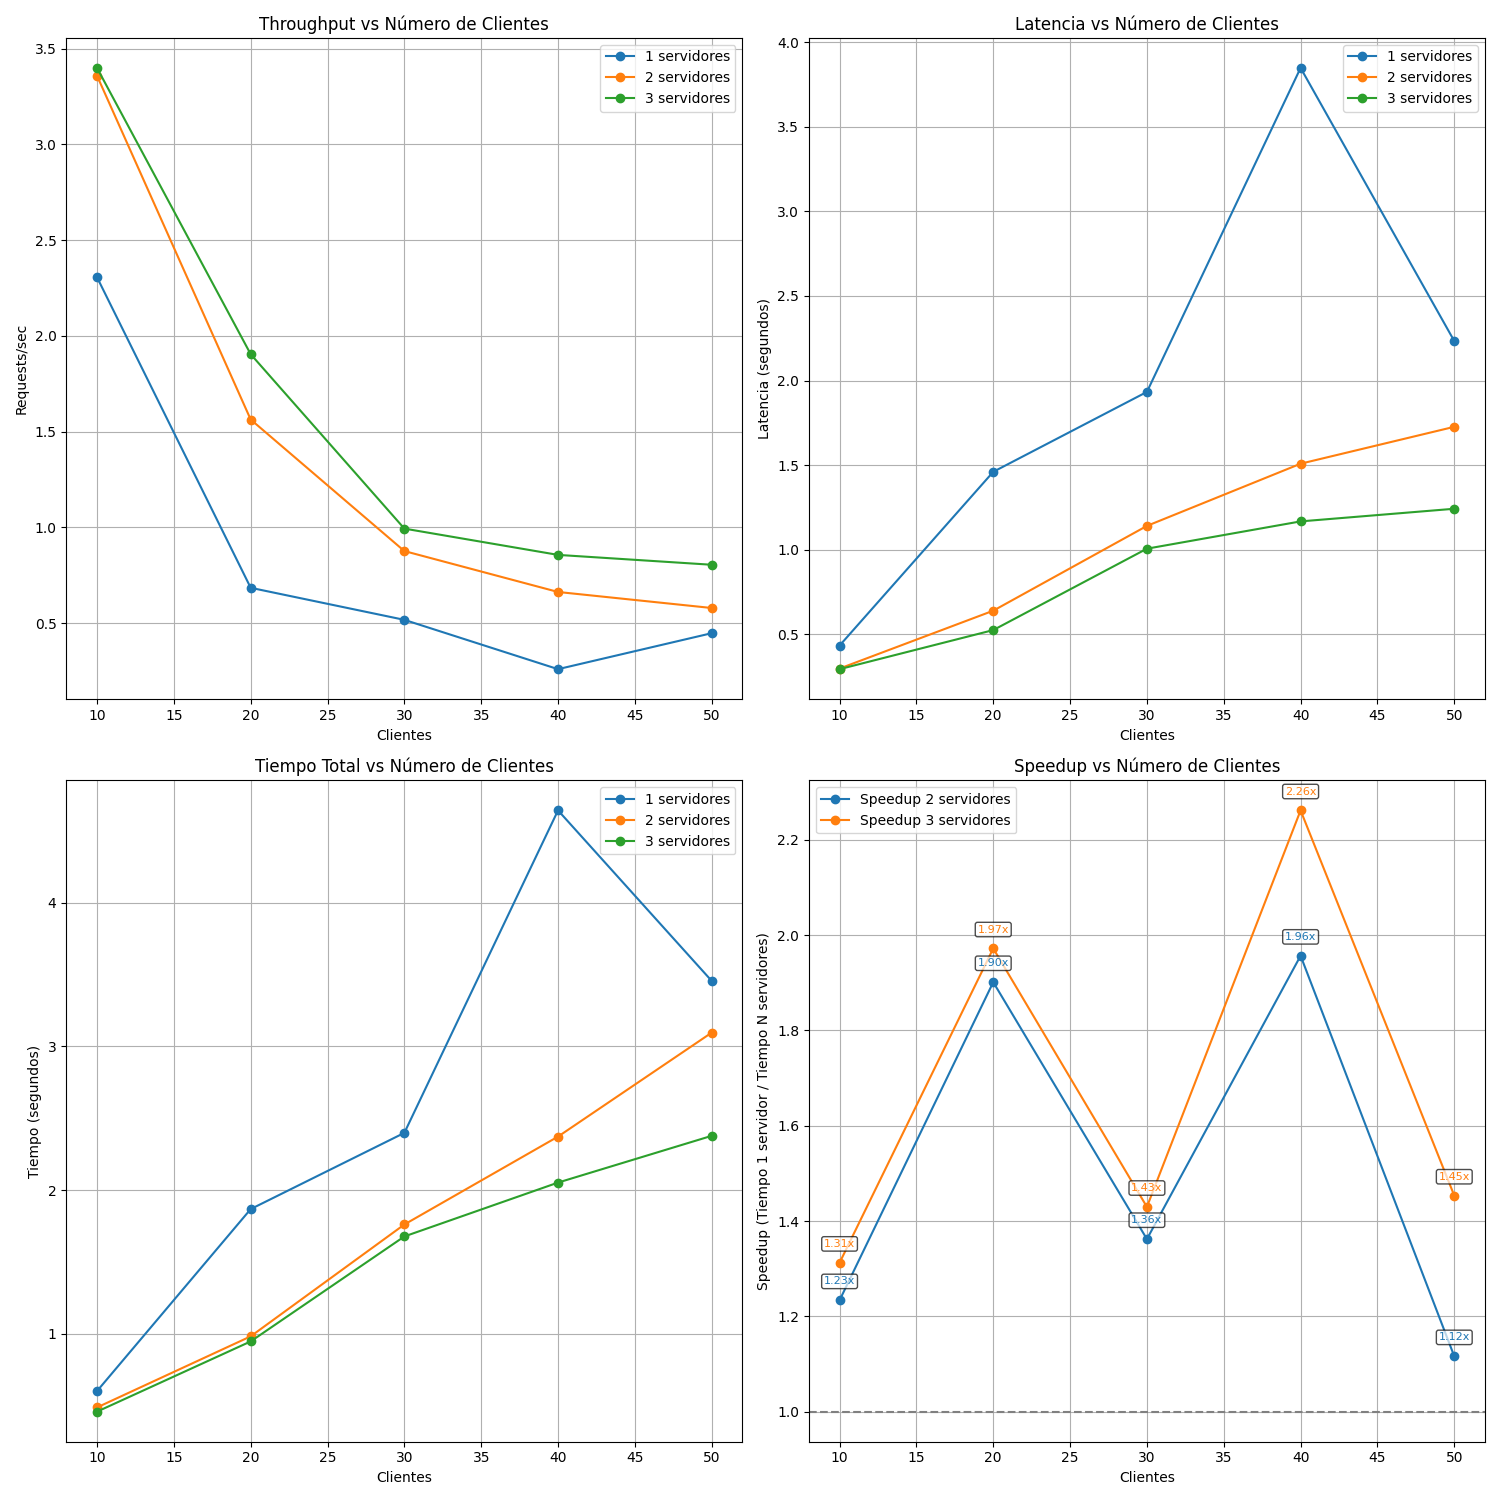 Throughput vs Número de Clientes
Requests/sec
3.5
3.0
2.5
2.0
1.5
1.0
0.5
1 servidores
2 servidores
3 servidores
10 15 20 25 30 35 40 45 50
Clientes
Latencia vs Número de Clientes
Latencia (segundos)
4.0
3.5
3.0
2.5
2.0
1.5
1.0
0.5
1 servidores
2 servidores
3 servidores
10 15 20 25 30 35 40 45 50
Clientes
Tiempo Total vs Número de Clientes
Tiempo (segundos)
4
3
2
1
1 servidores
2 servidores
3 servidores
10 15 20 25 30 35 40 45 50
Clientes
Speedup vs Número de Clientes
Speedup (Tiempo 1 servidor / Tiempo N servidores)
2.2
2.0
1.8
1.6
1.4
1.2
1.0
Speedup 2 servidores
Speedup 3 servidores
2.26x
1.97x
1.96x
1.90x
1.43x
1.45x
1.36x
1.31x
1.23x
1.12x
10 15 20 25 30 35 40 45 50
Clientes